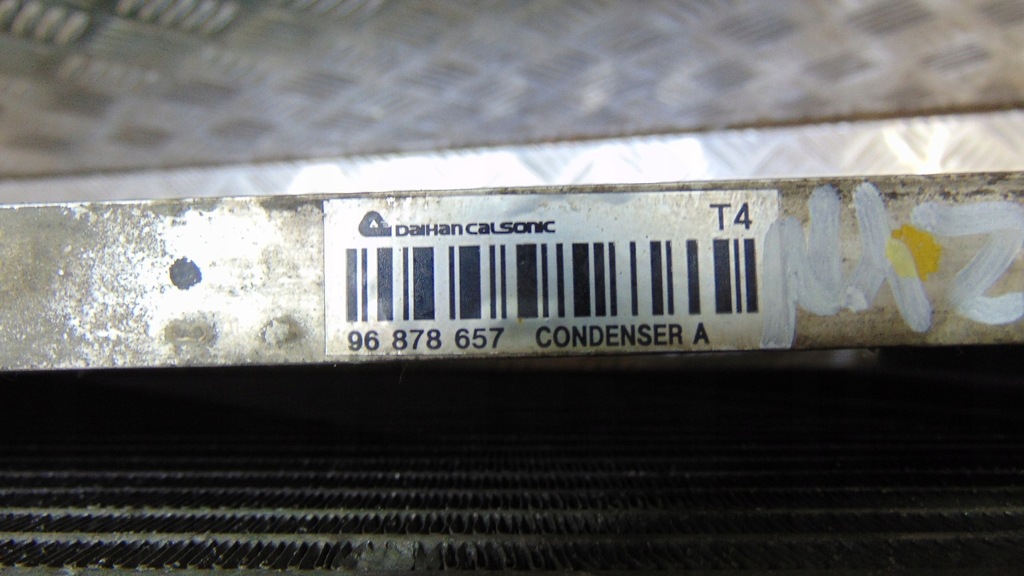 DAIHAN CALSONIC
T4
96 878 657 CONDENSER A